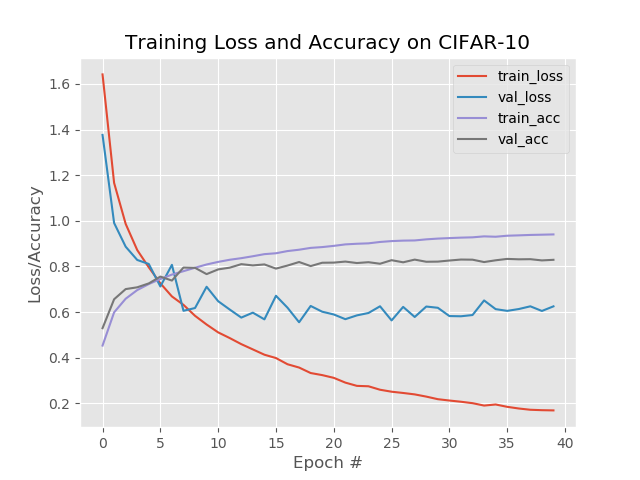 Training Loss and Accuracy on CIFAR-10
train_loss
val_loss
train_acc
val_acc
Loss/Accuracy
1.6
1.4
1.2
1.0
0.8
0.6
0.4
0.2
0 5 10 15 20 25 30 35 40
Epoch #